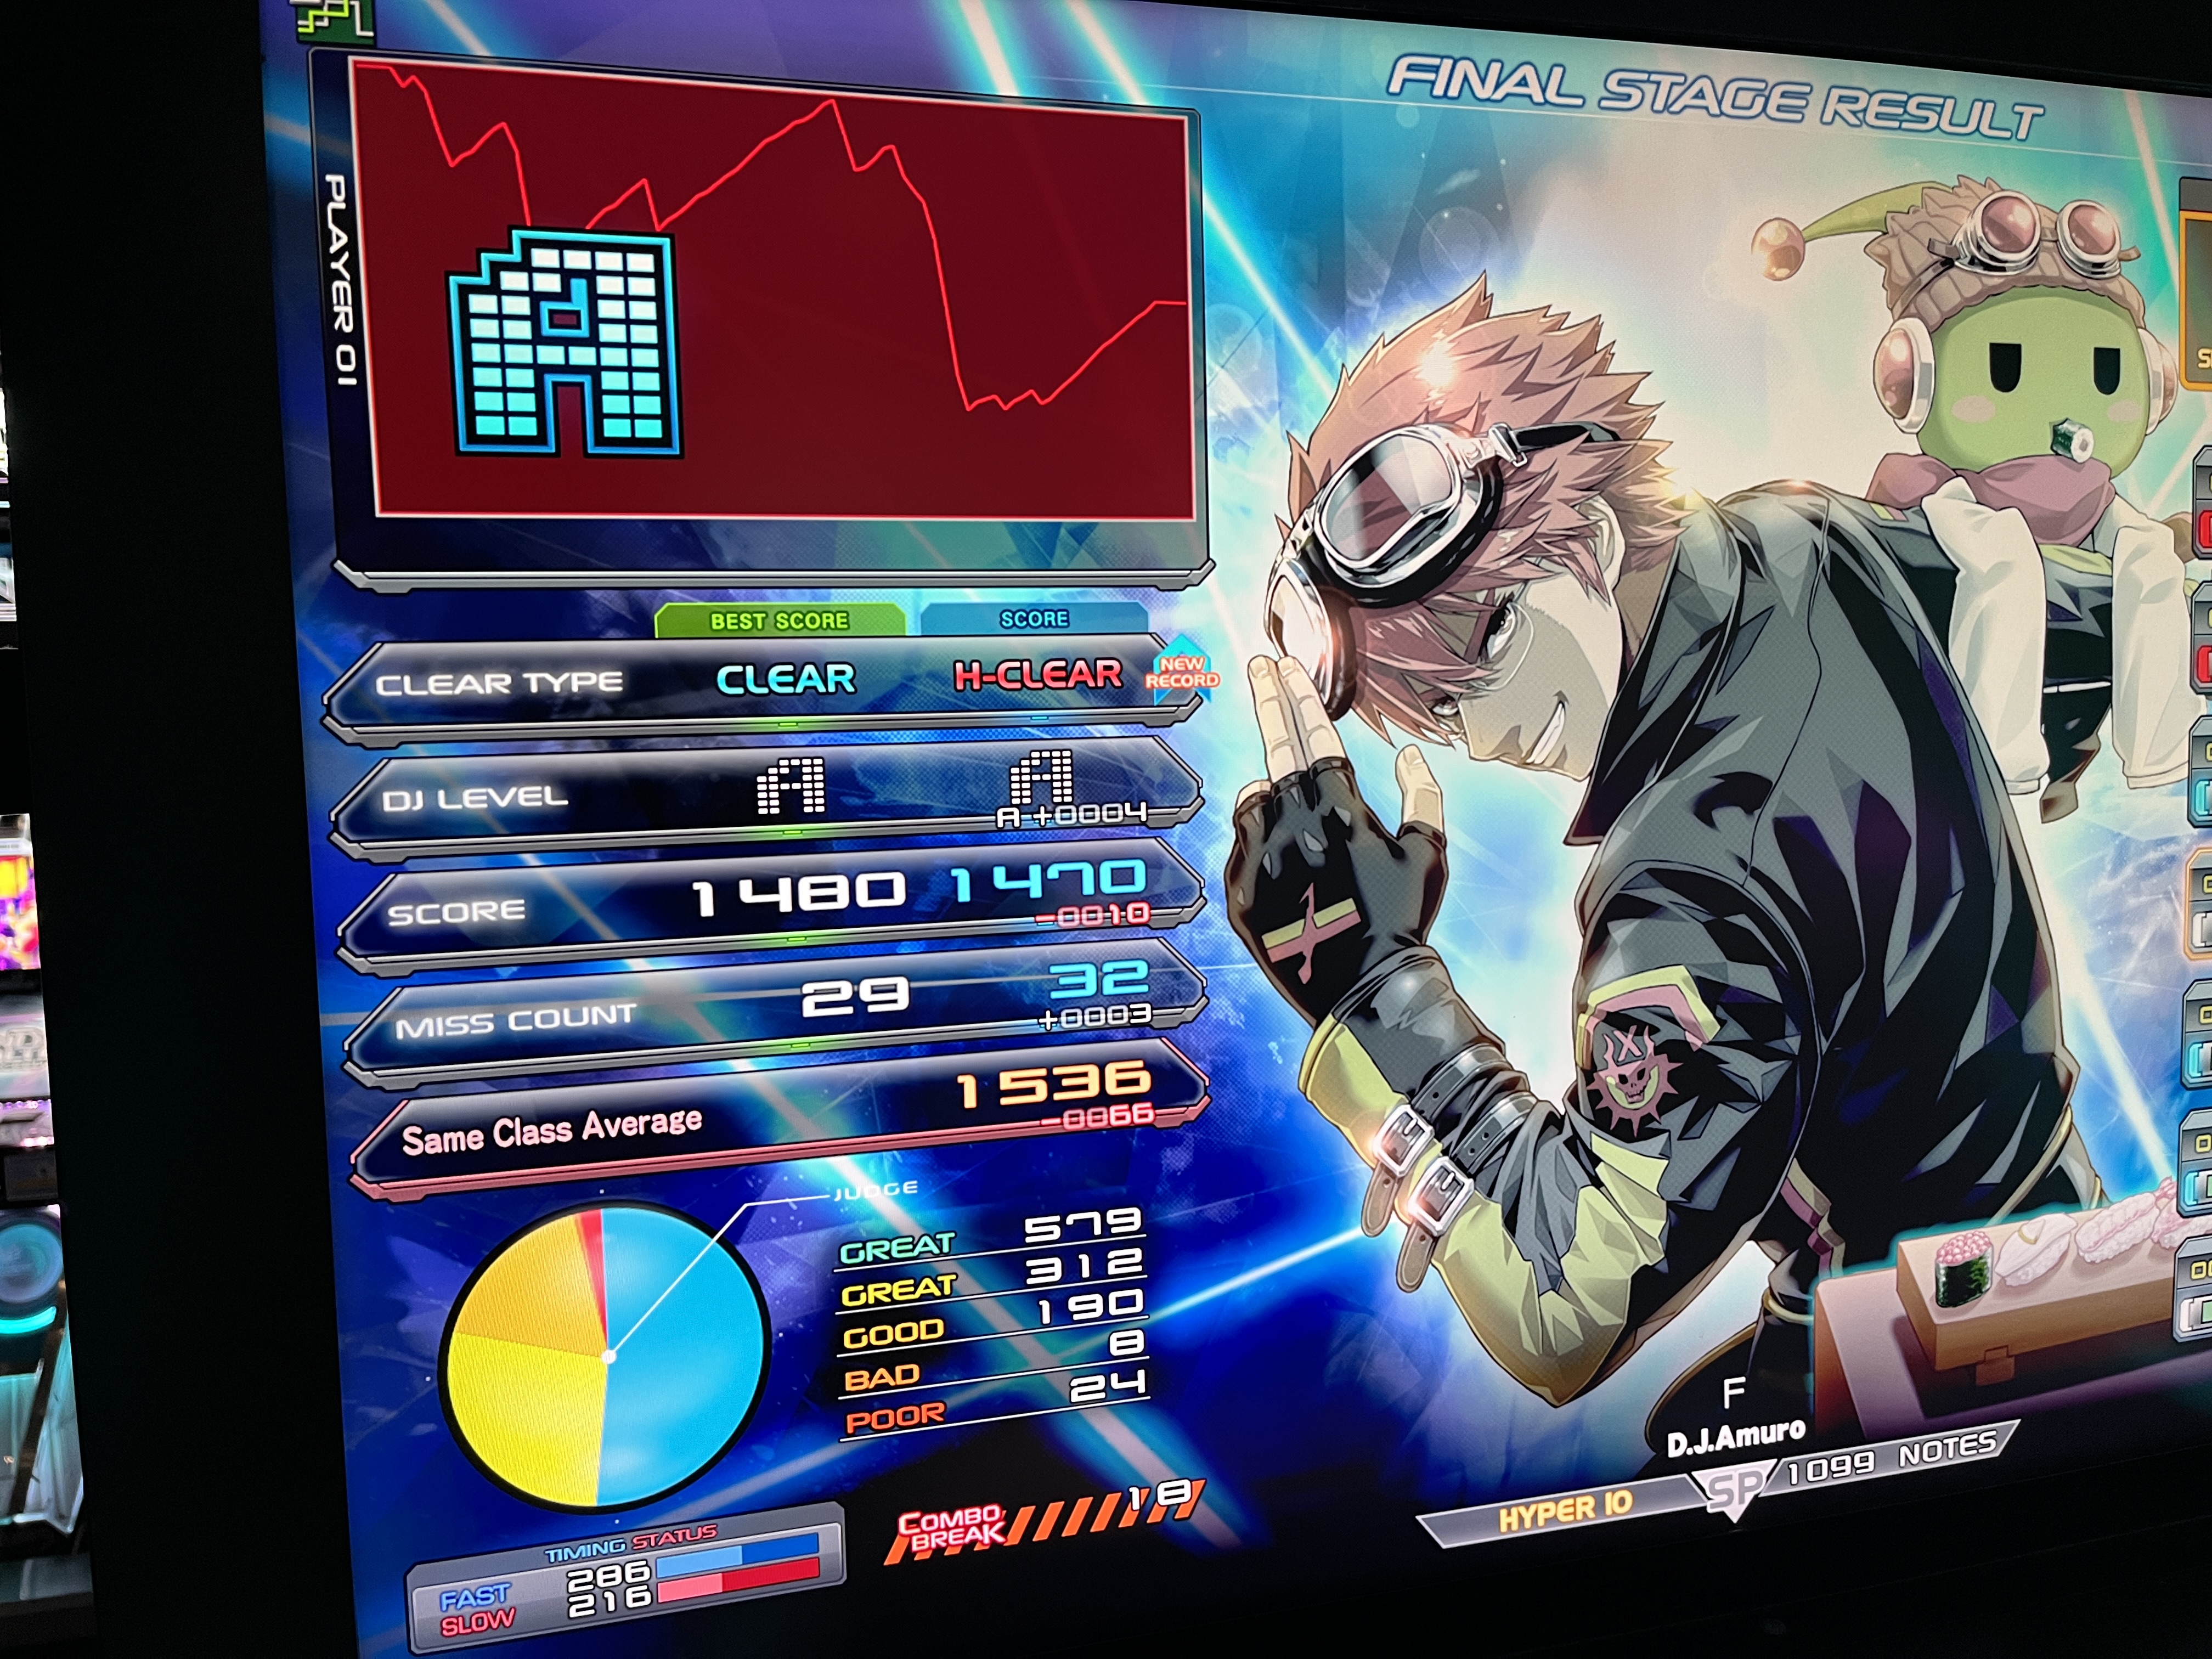 FINAL STAGE RESULT
PLAYER 01
BEST SCORE SCORE
CLEAR TYPE CLEAR H-CLEAR NEW RECORD
DJ LEVEL A A
A +0004
SCORE 1480 1470
-0010
MISS COUNT 29 32
+0003
Same Class Average 1536
-0066
JUDGE
GREAT 579
GREAT 312
GOOD 190
BAD 8
POOR 24
COMBO BREAK 18
TIMING STATUS
FAST 286
SLOW 216
F
D.J.Amuro
HYPER 10 SP 1099 NOTES